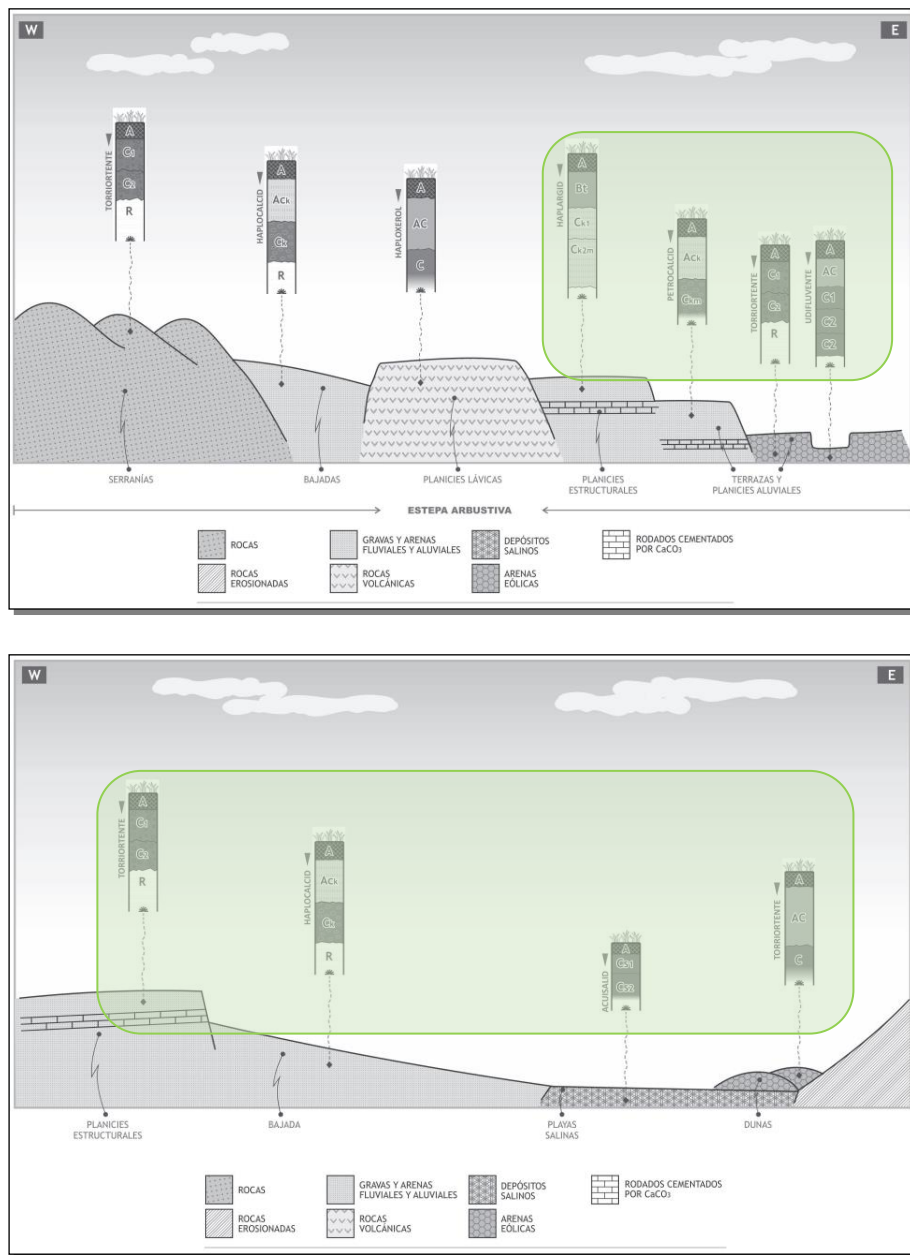 W
E
TORRIORTENTE
A
C1
C2
R
HAPLOCALCID
A
ACk
Ck
R
HAPLOXEROL
A
AC
C
HAPLARGID
A
Bt
Ck1
Ck2m
PETROCALCID
A
ACk
Ckm
TORRIORTENTE
A
C1
C2
R
UDIFLUVENTE
A
AC
C1
C2
C2
SERRANÍAS
BAJADAS
PLANICIES LÁVICAS
PLANICIES
ESTRUCTURALES
TERRAZAS Y
PLANICIES ALUVIALES
ESTEPA ARBUSTIVA
ROCAS
GRAVAS Y ARENAS
FLUVIALES Y ALUVIALES
DEPÓSITOS
SALINOS
RODADOS CEMENTADOS
POR CaCO3
ROCAS
EROSIONADAS
ROCAS
VOLCÁNICAS
ARENAS
EÓLICAS
W
E
TORRIORTENTE
A
C1
C2
R
HAPLOCALCID
A
ACk
Ck
R
ACUISALID
A
Cs1
Cs2
TORRIORTENTE
A
AC
C
PLANICIES
ESTRUCTURALES
BAJADA
PLAYAS
SALINAS
DUNAS
ROCAS
GRAVAS Y ARENAS
FLUVIALES Y ALUVIALES
DEPÓSITOS
SALINOS
RODADOS CEMENTADOS
POR CaCO3
ROCAS
EROSIONADAS
ROCAS
VOLCÁNICAS
ARENAS
EÓLICAS